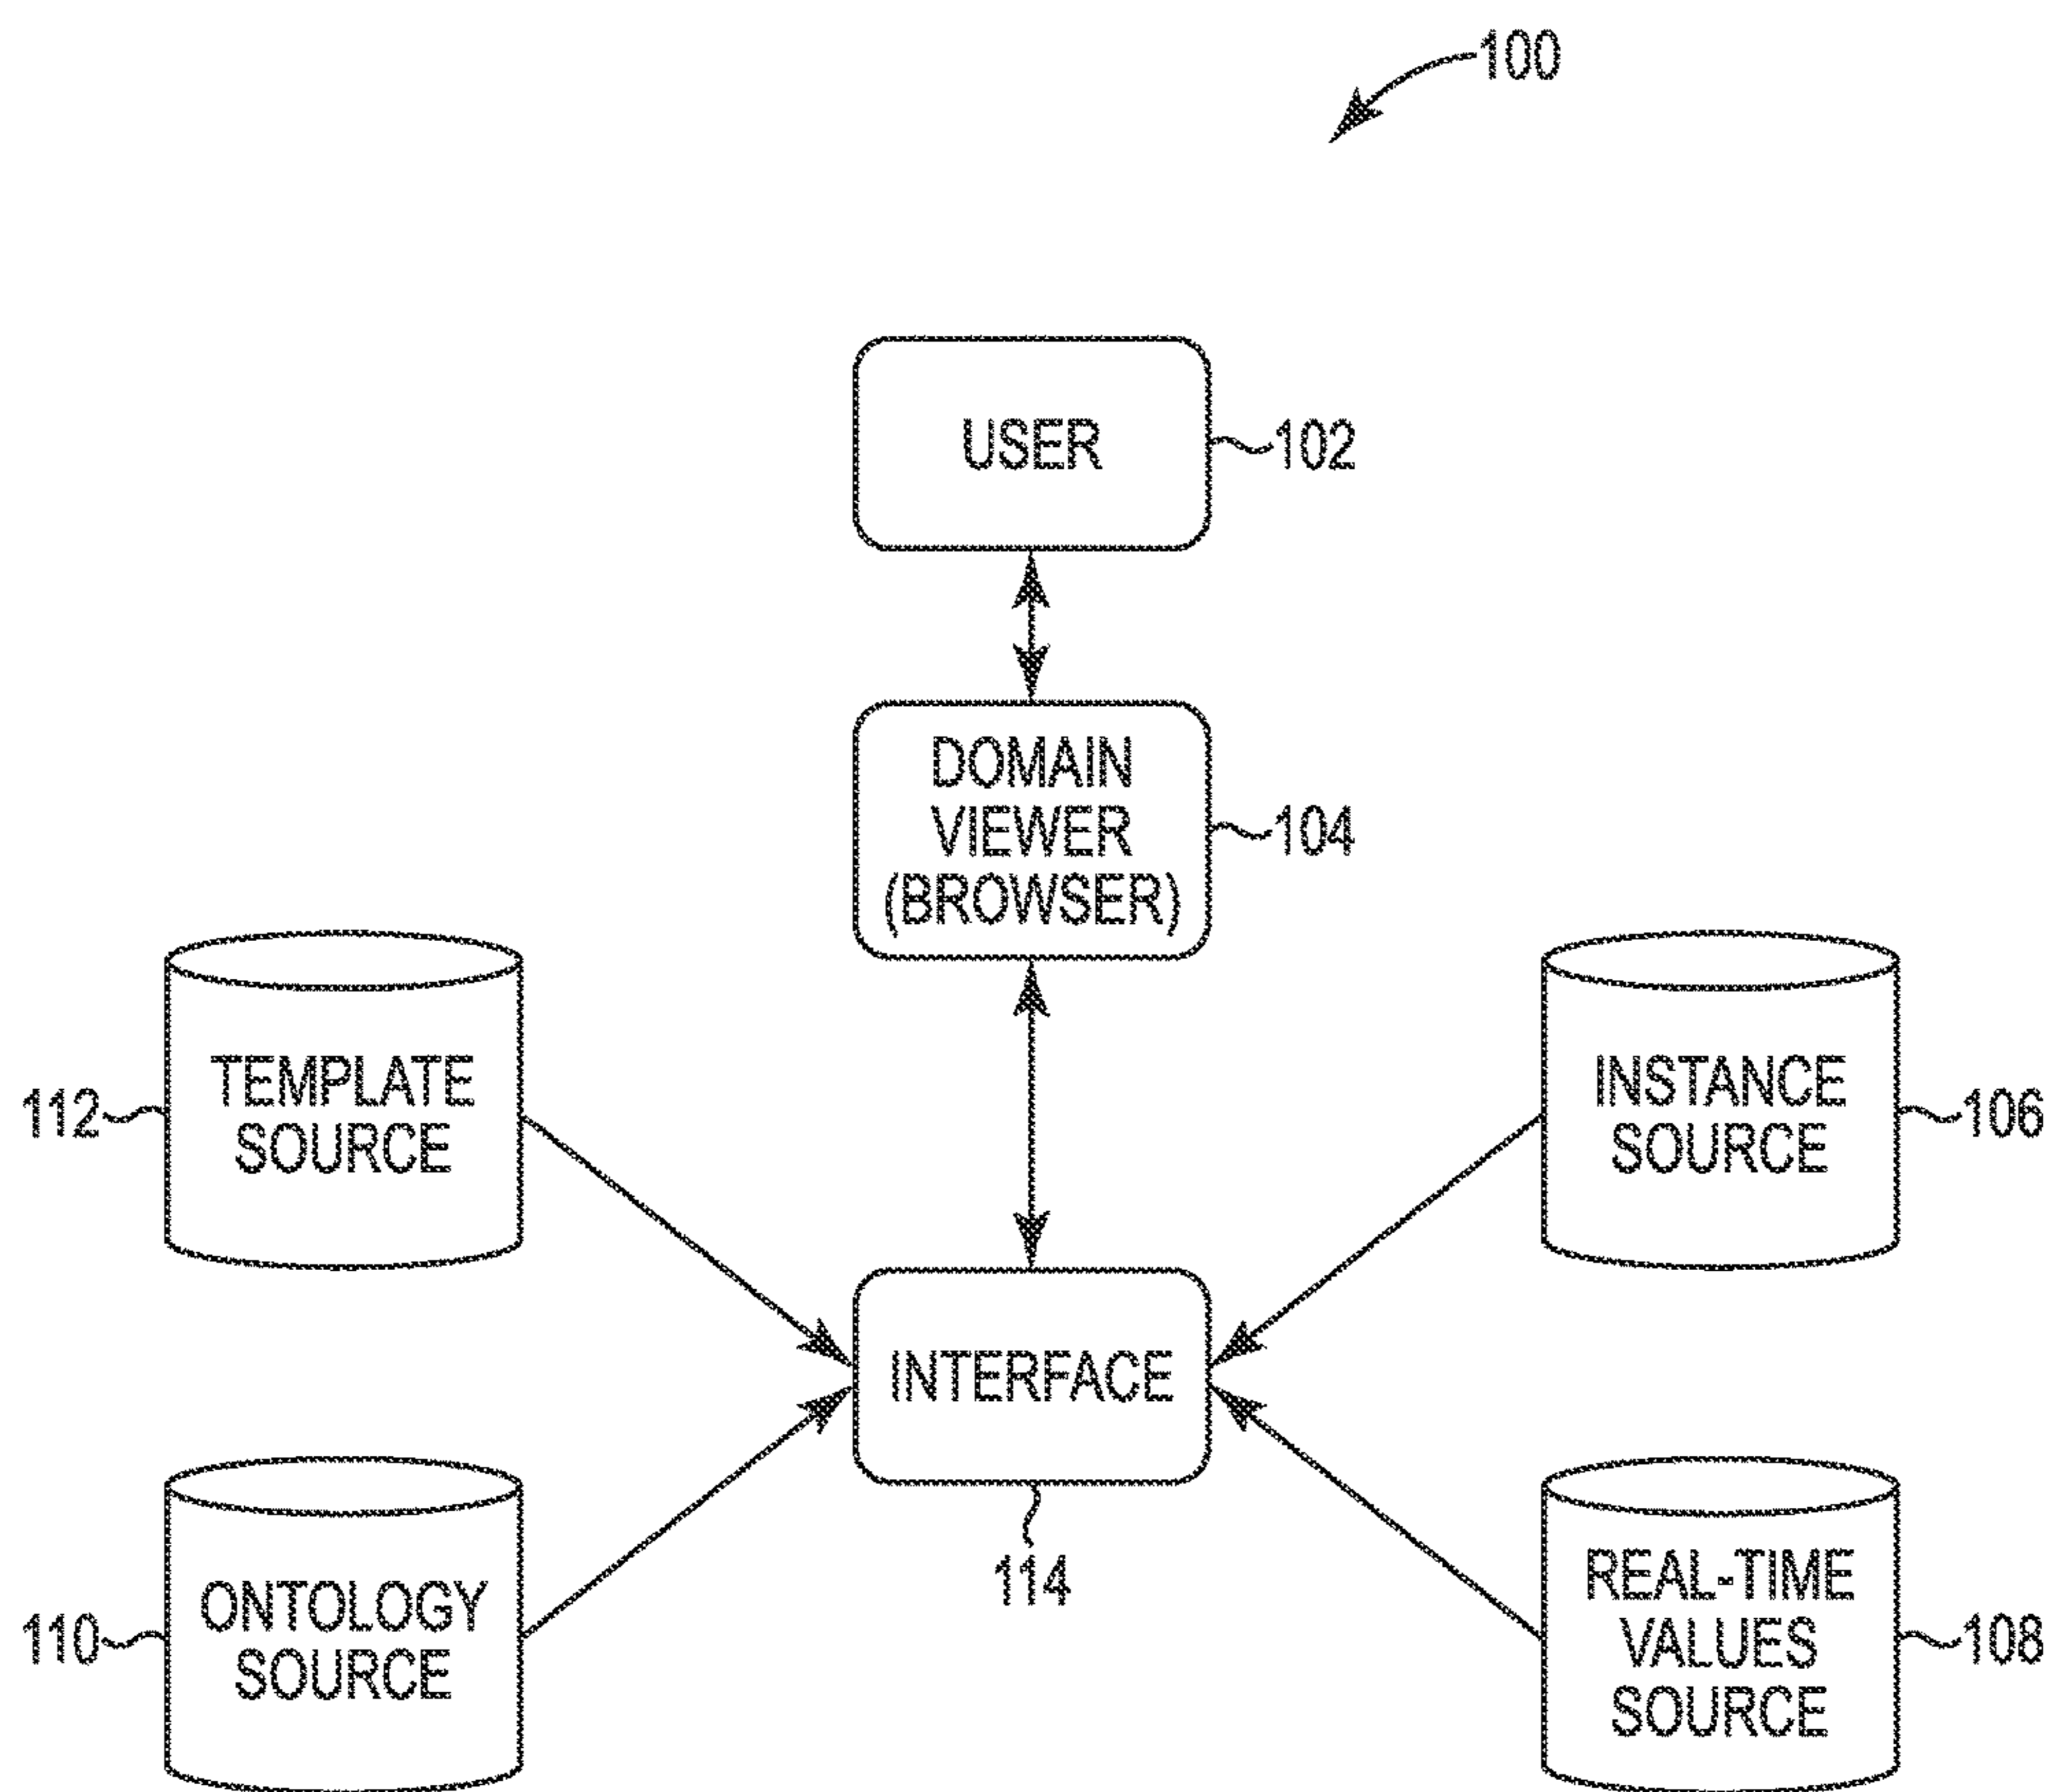 100
USER
102
DOMAIN
VIEWER
(BROWSER)
104
TEMPLATE
SOURCE
112
INSTANCE
SOURCE
106
INTERFACE
114
ONTOLOGY
SOURCE
110
REAL-TIME
VALUES
SOURCE
108